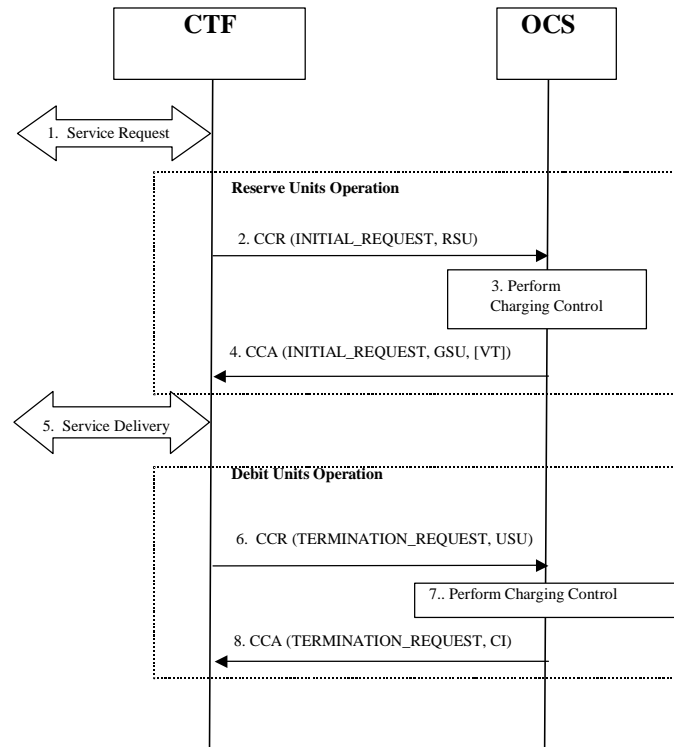 CTF
OCS
1. Service Request
Reserve Units Operation
2. CCR (INITIAL_REQUEST, RSU)
3. Perform
Charging Control
4. CCA (INITIAL_REQUEST, GSU, [VT])
5. Service Delivery
Debit Units Operation
6. CCR (TERMINATION_REQUEST, USU)
7.. Perform Charging Control
8. CCA (TERMINATION_REQUEST, CI)